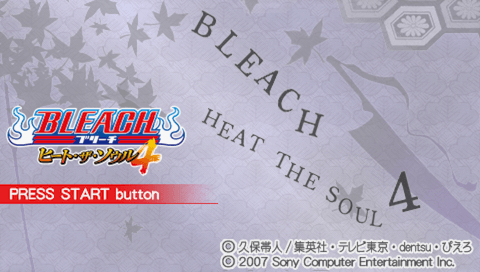 BLEACH
HEAT THE SOUL 4
BLEACH
ブリーチ
ヒート・ザ・ソウル4
PRESS START button
© 久保帯人/集英社・テレビ東京・dentsu・ぴえろ
© 2007 Sony Computer Entertainment Inc.